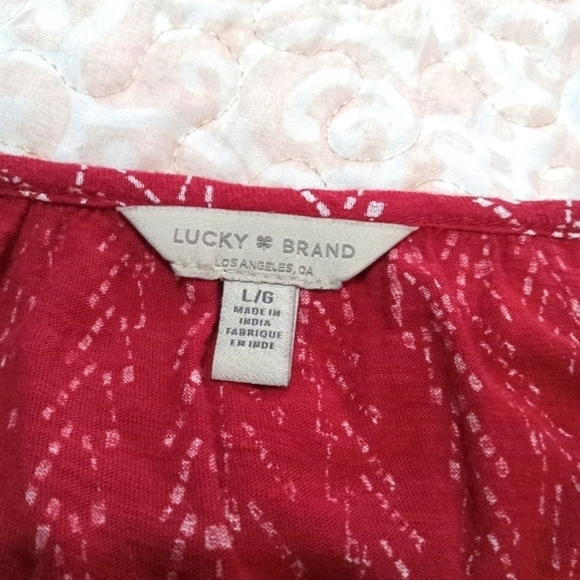 LUCKY BRAND
LOS ANGELES, CA
L/G
MADE IN
INDIA
FABRIQUE
EN INDE